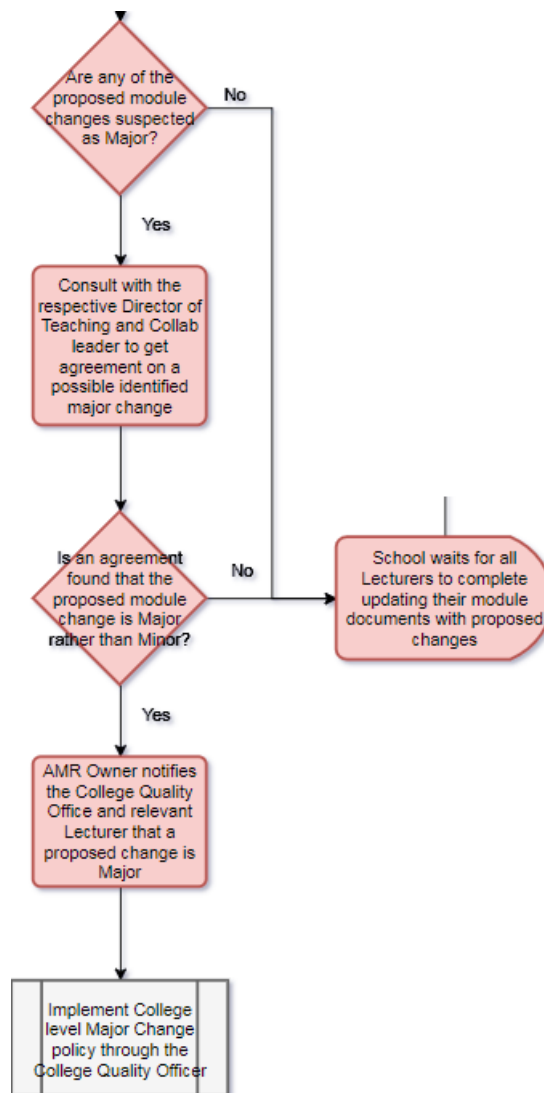 Are any of the
proposed module
changes suspected
as Major?
No
Yes
Consult with the
respective Director of
Teaching and Collab
leader to get
agreement on a
possible identified
major change
Is an agreement
found that the
proposed module
change is Major
rather than Minor?
No
School waits for all
Lecturers to complete
updating their module
documents with proposed
changes
Yes
AMR Owner notifies
the College Quality
Office and relevant
Lecturer that a
proposed change is
Major
Implement College
level Major Change
policy through the
College Quality Officer